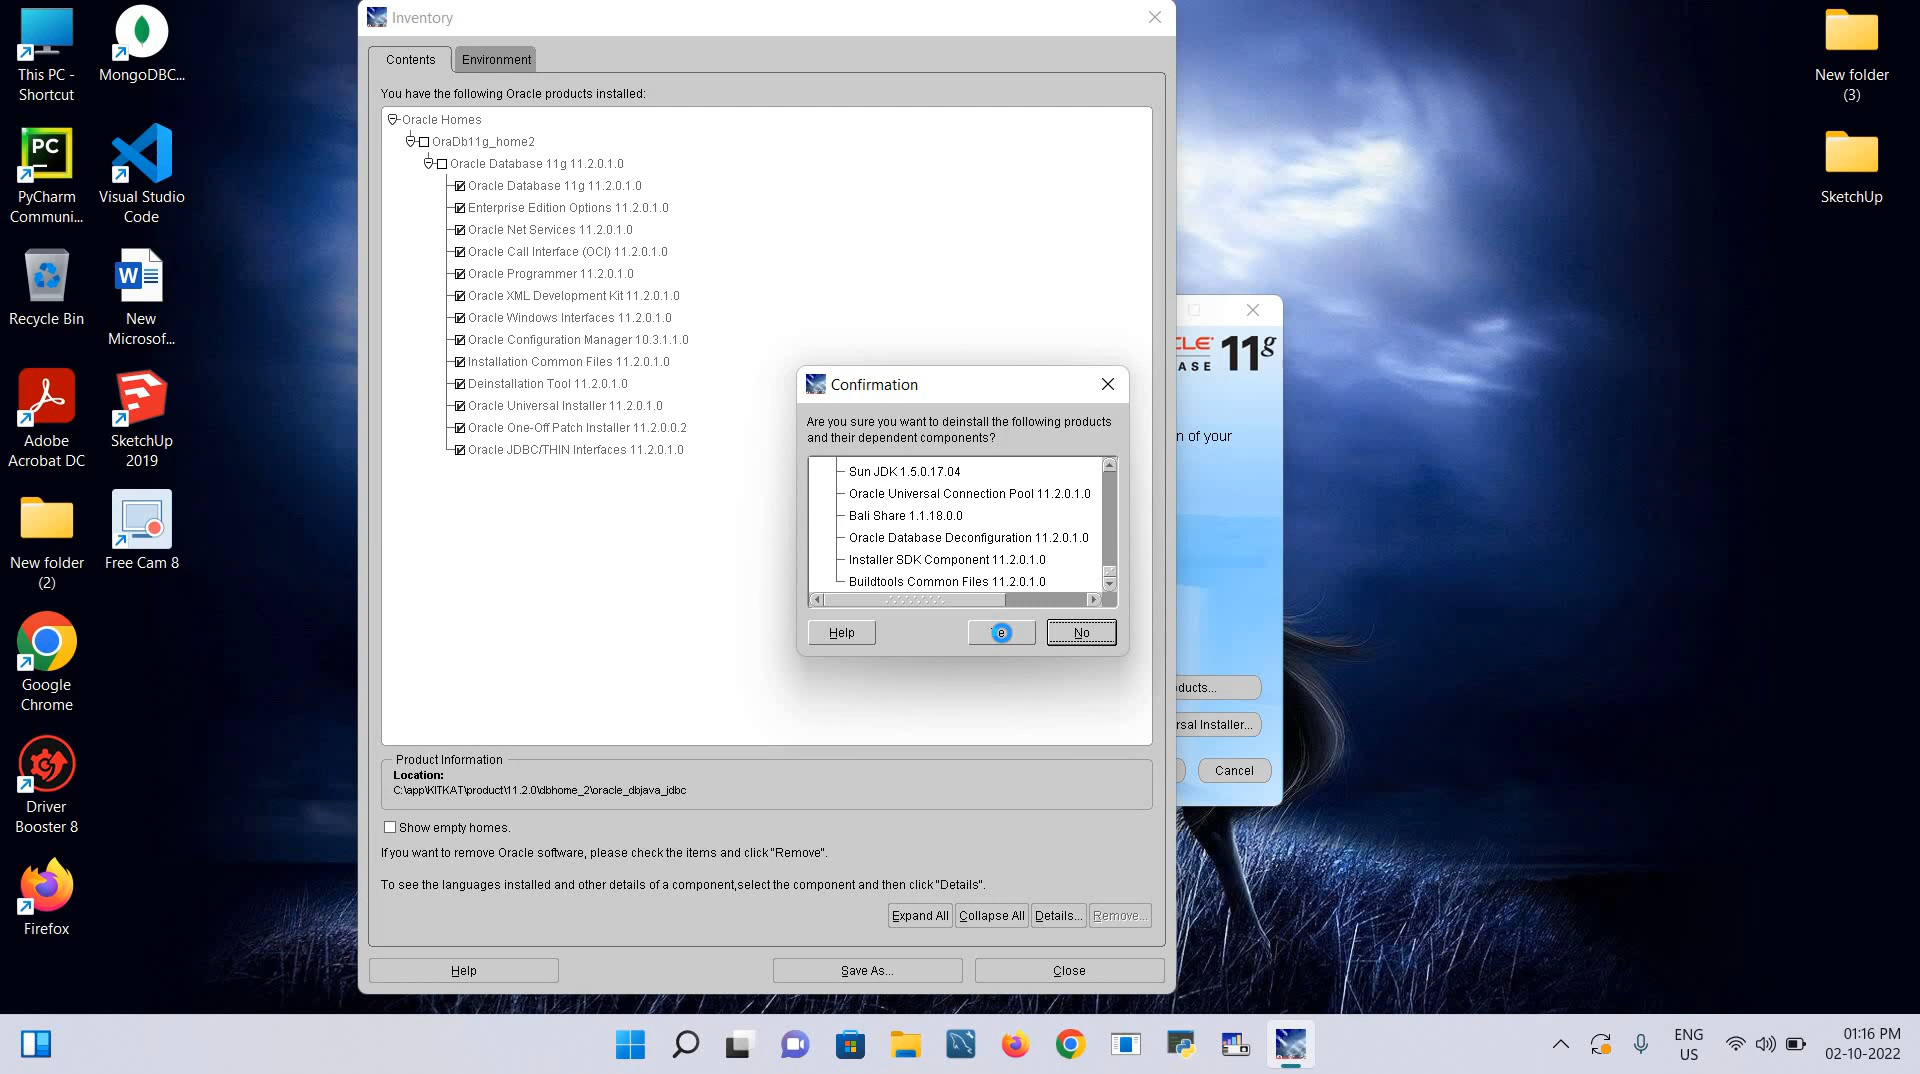 This PC -
Shortcut
MongoDBC...
PyCharm
Communi...
Visual Studio
Code
Recycle Bin
New
Microsof...
Adobe
Acrobat DC
SketchUp
2019
New folder
(2)
Free Cam 8
Google
Chrome
Driver
Booster 8
Firefox
Inventory
Contents
Environment
You have the following Oracle products installed:
Oracle Homes
OraDb11g_home2
Oracle Database 11g 11.2.0.1.0
Oracle Database 11g 11.2.0.1.0
Enterprise Edition Options 11.2.0.1.0
Oracle Net Services 11.2.0.1.0
Oracle Call Interface (OCI) 11.2.0.1.0
Oracle Programmer 11.2.0.1.0
Oracle XML Development Kit 11.2.0.1.0
Oracle Windows Interfaces 11.2.0.1.0
Oracle Configuration Manager 10.3.1.1.0
Installation Common Files 11.2.0.1.0
Deinstallation Tool 11.2.0.1.0
Oracle Universal Installer 11.2.0.1.0
Oracle One-Off Patch Installer 11.2.0.0.2
Oracle JDBC/THIN Interfaces 11.2.0.1.0
Product Information
Location:
C:\app\KITKAT\product\11.2.0\dbhome_2\oracle_dbjava_jdbc
Show empty homes.
If you want to remove Oracle software, please check the items and click "Remove".
To see the languages installed and other details of a component,select the component and then click "Details".
Expand All
Collapse All
Details...
Remove...
Help
Save As...
Close
Confirmation
Are you sure you want to deinstall the following products
and their dependent components?
Sun JDK 1.5.0.17.04
Oracle Universal Connection Pool 11.2.0.1.0
Bali Share 1.1.18.0.0
Oracle Database Deconfiguration 11.2.0.1.0
Installer SDK Component 11.2.0.1.0
Buildtools Common Files 11.2.0.1.0
Help
No
CLE 11g
ASE
n of your
ducts...
rsal Installer...
Cancel
New folder
(3)
SketchUp
ENG
US
01:16 PM
02-10-2022